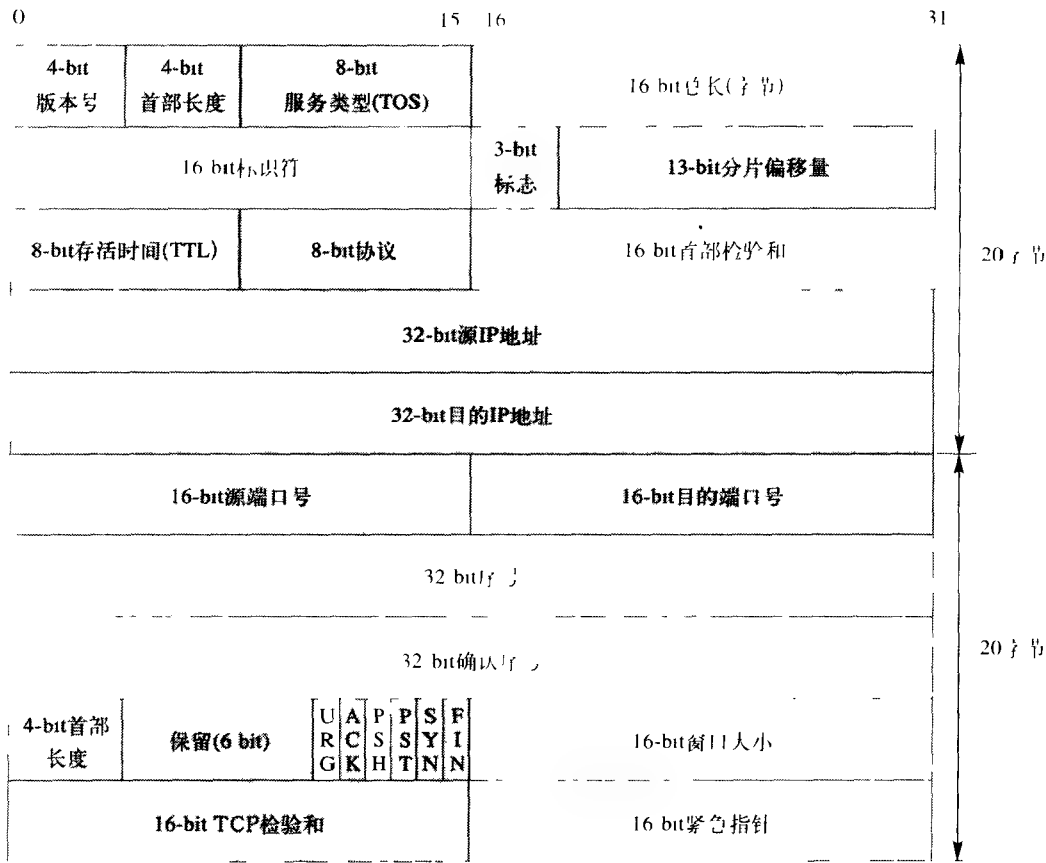 0 15 16 31
4-bit 版本号
4-bit 首部长度
8-bit 服务类型(TOS)
16 bit总长(字节)
16 bit标识符
3-bit 标志
13-bit分片偏移量
8-bit存活时间(TTL)
8-bit协议
16 bit首部检验和
20字节
32-bit源IP地址
32-bit目的IP地址
16-bit源端口号
16-bit目的端口号
32 bit序号
32 bit确认序号
20字节
4-bit首部长度
保留(6 bit)
URG
ACK
PSH
PST
SYN
FIN
16-bit窗口大小
16-bit TCP检验和
16 bit紧急指针